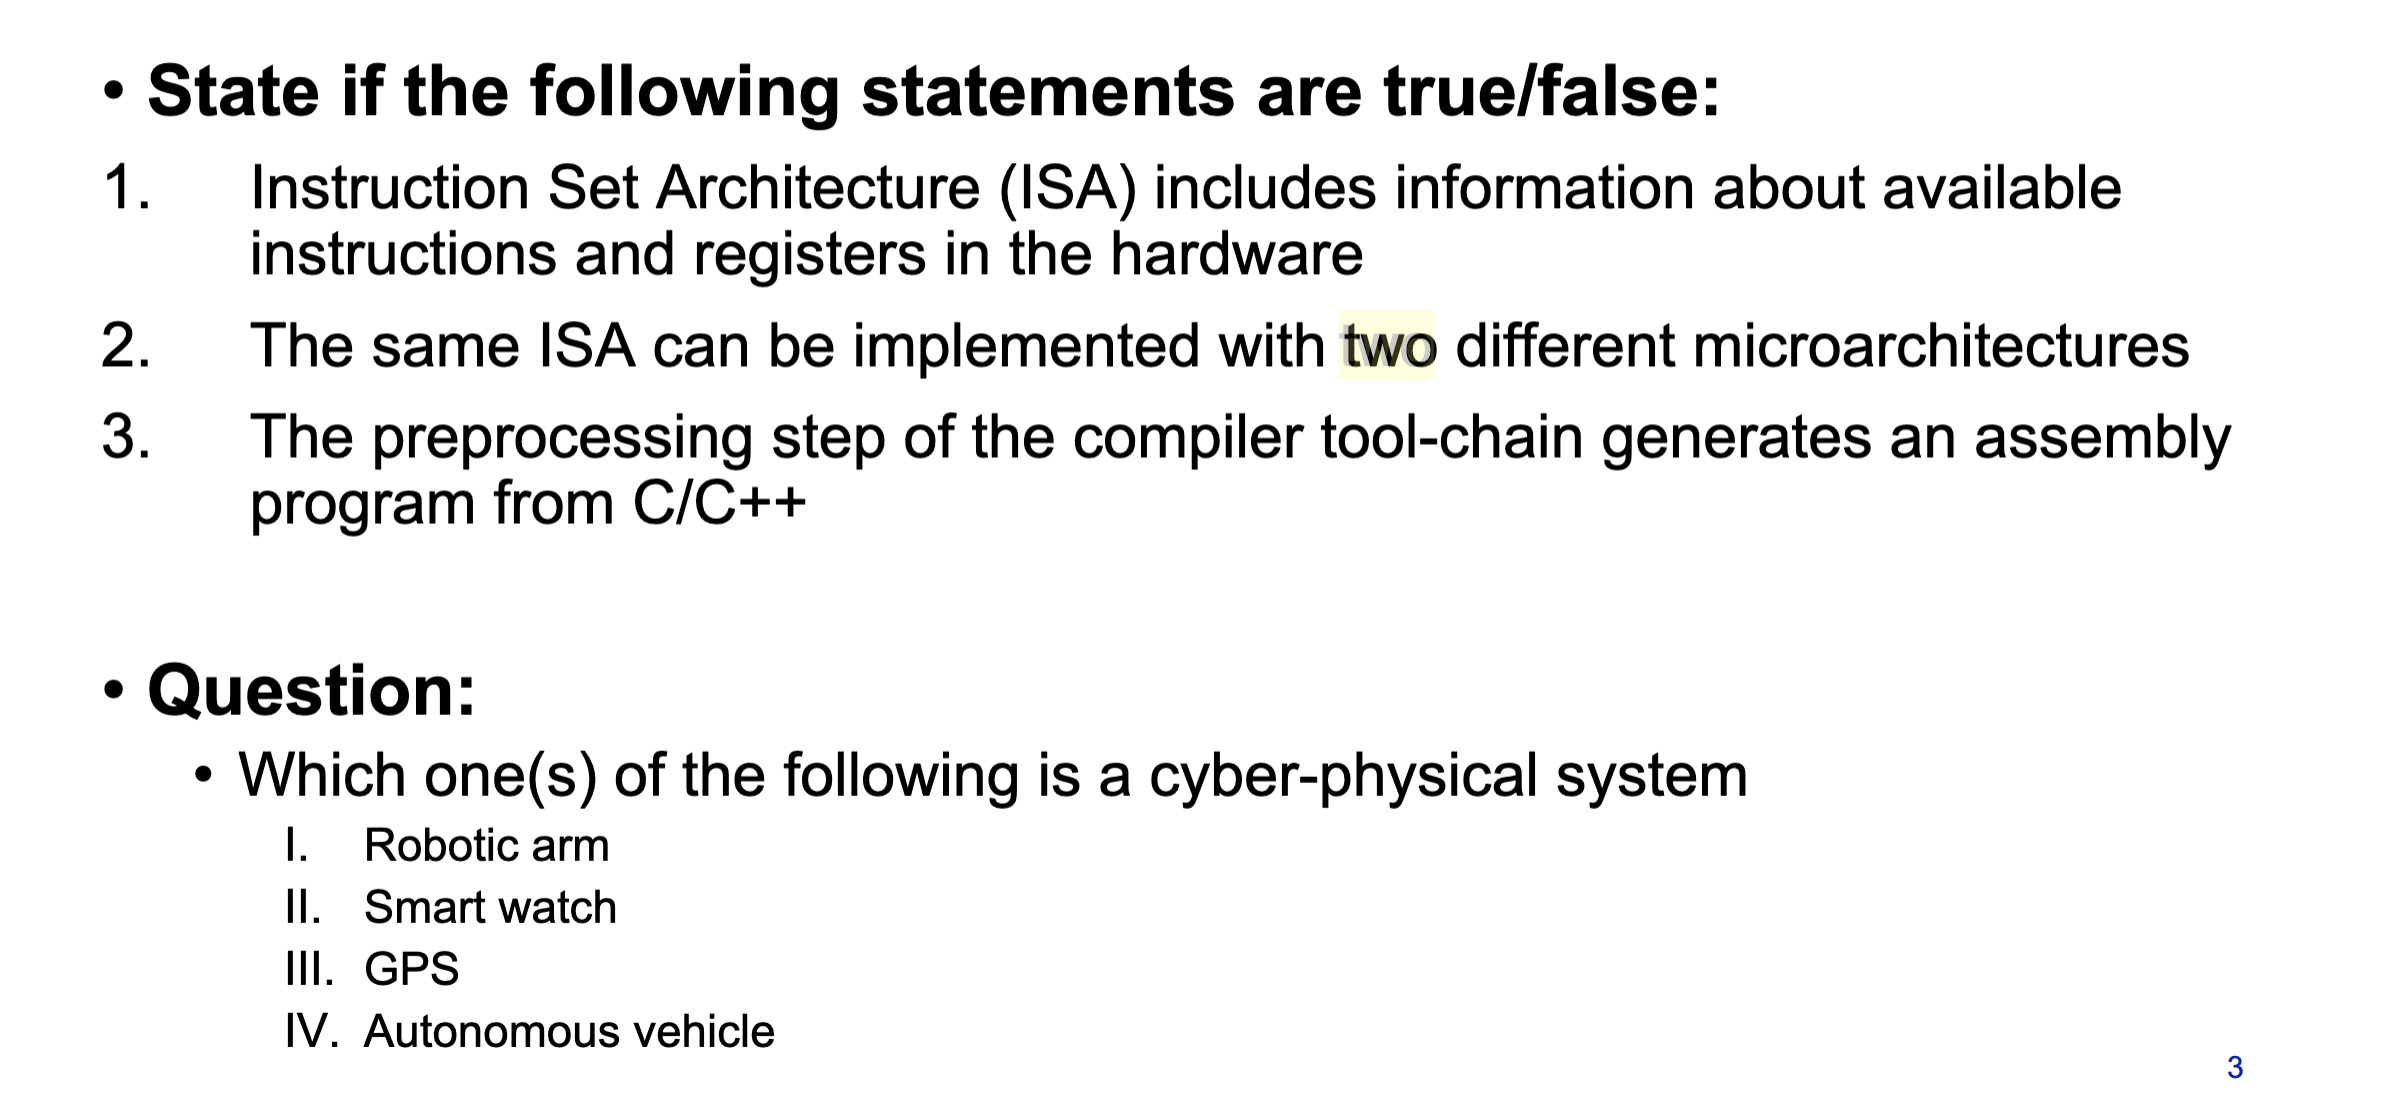 • State if the following statements are true/false:
1. Instruction Set Architecture (ISA) includes information about available
instructions and registers in the hardware
2. The same ISA can be implemented with two different microarchitectures
3. The preprocessing step of the compiler tool-chain generates an assembly
program from C/C++
• Question:
• Which one(s) of the following is a cyber-physical system
I. Robotic arm
II. Smart watch
III. GPS
IV. Autonomous vehicle
3